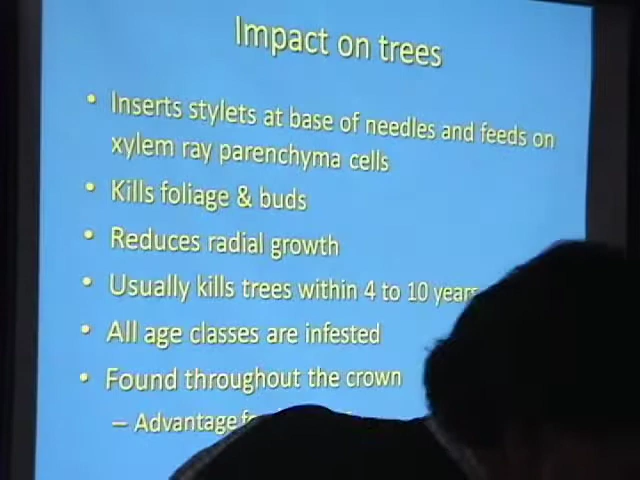 Impact on trees
• Inserts stylets at base of needles and feeds on
xylem ray parenchyma cells
• Kills foliage & buds
• Reduces radial growth
• Usually kills trees within 4 to 10 years
• All age classes are infested
• Found throughout the crown
– Advantage